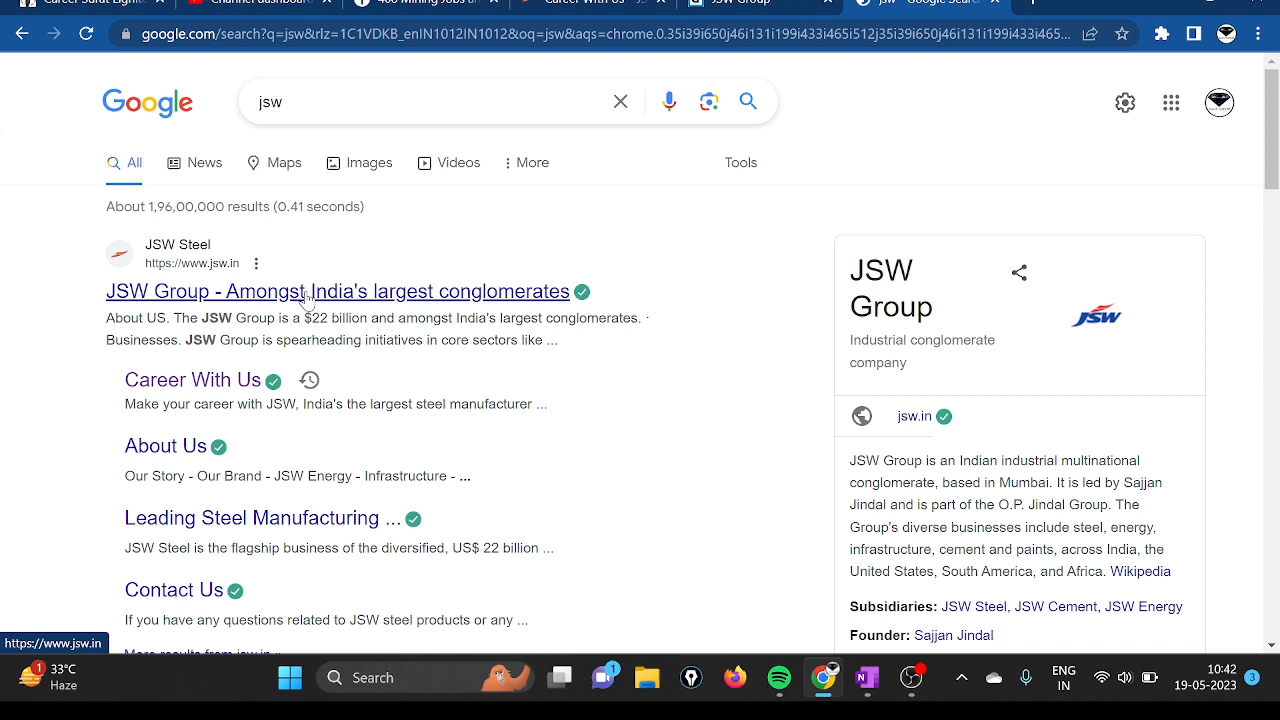 Career Surat Light
Channel dashboard
400 Mining Jobs a
Career With Us - JS
JSW Group
jsw - Google Search
google.com/search?q=jsw&rlz=1C1VDKB_enIN1012IN1012&oq=jsw&aqs=chrome.0.35i39i650j46i131i199i433i465i512j35i39i650j46i131i199i433i465...
Google
jsw
All
News
Maps
Images
Videos
More
Tools
About 1,96,00,000 results (0.41 seconds)
JSW Steel
https://www.jsw.in
JSW Group - Amongst India's largest conglomerates
About US. The JSW Group is a $22 billion and amongst India's largest conglomerates. ·
Businesses. JSW Group is spearheading initiatives in core sectors like ...
Career With Us
Make your career with JSW, India's the largest steel manufacturer ...
About Us
Our Story - Our Brand - JSW Energy - Infrastructure - ...
Leading Steel Manufacturing ...
JSW Steel is the flagship business of the diversified, US$ 22 billion ...
Contact Us
If you have any questions related to JSW steel products or any ...
More results from jsw.in »
JSW
Group
JSW
Industrial conglomerate
company
jsw.in
JSW Group is an Indian industrial multinational
conglomerate, based in Mumbai. It is led by Sajjan
Jindal and is part of the O.P. Jindal Group. The
Group's diverse businesses include steel, energy,
infrastructure, cement and paints, across India, the
United States, South America, and Africa. Wikipedia
Subsidiaries: JSW Steel, JSW Cement, JSW Energy
Founder: Sajjan Jindal
https://www.jsw.in
1
33°C
Haze
Search
1
ENG
IN
10:42
19-05-2023
3